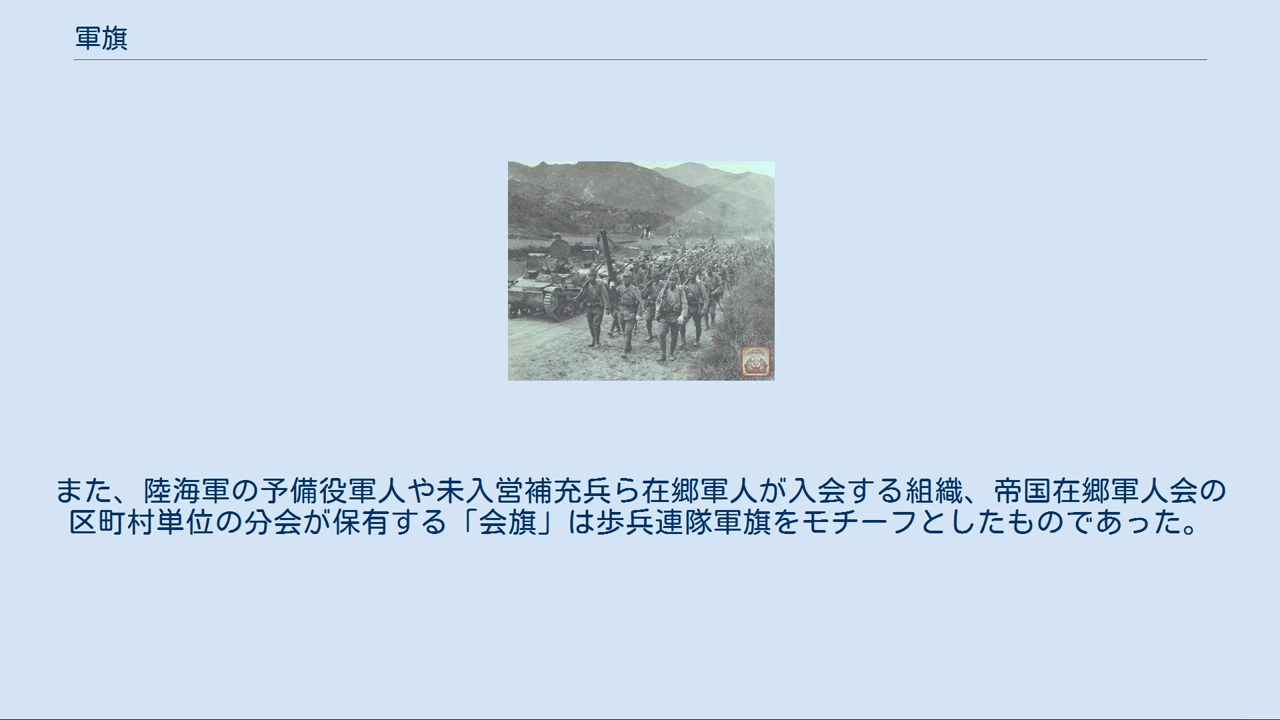 軍旗
また、陸海軍の予備役軍人や未入営補充兵ら在郷軍人が入会する組織、帝国在郷軍人会の
区町村単位の分会が保有する「会旗」は歩兵連隊軍旗をモチーフとしたものであった。